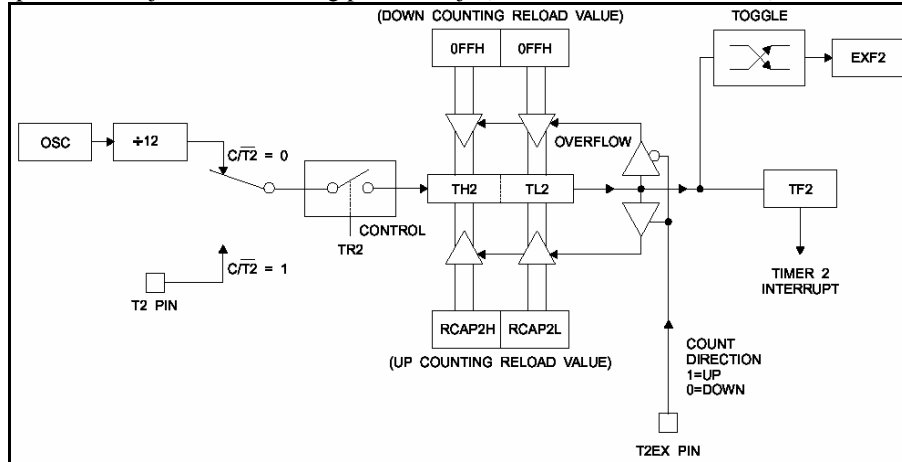 (DOWN COUNTING RELOAD VALUE)
TOGGLE
0FFH 0FFH
EXF2
OSC
÷12
C/T2̅ = 0
OVERFLOW
TH2 TL2
TF2
CONTROL
TR2
C/T2̅ = 1
T2 PIN
TIMER 2
INTERRUPT
RCAP2H RCAP2L
(UP COUNTING RELOAD VALUE)
COUNT
DIRECTION
1=UP
0=DOWN
T2EX PIN